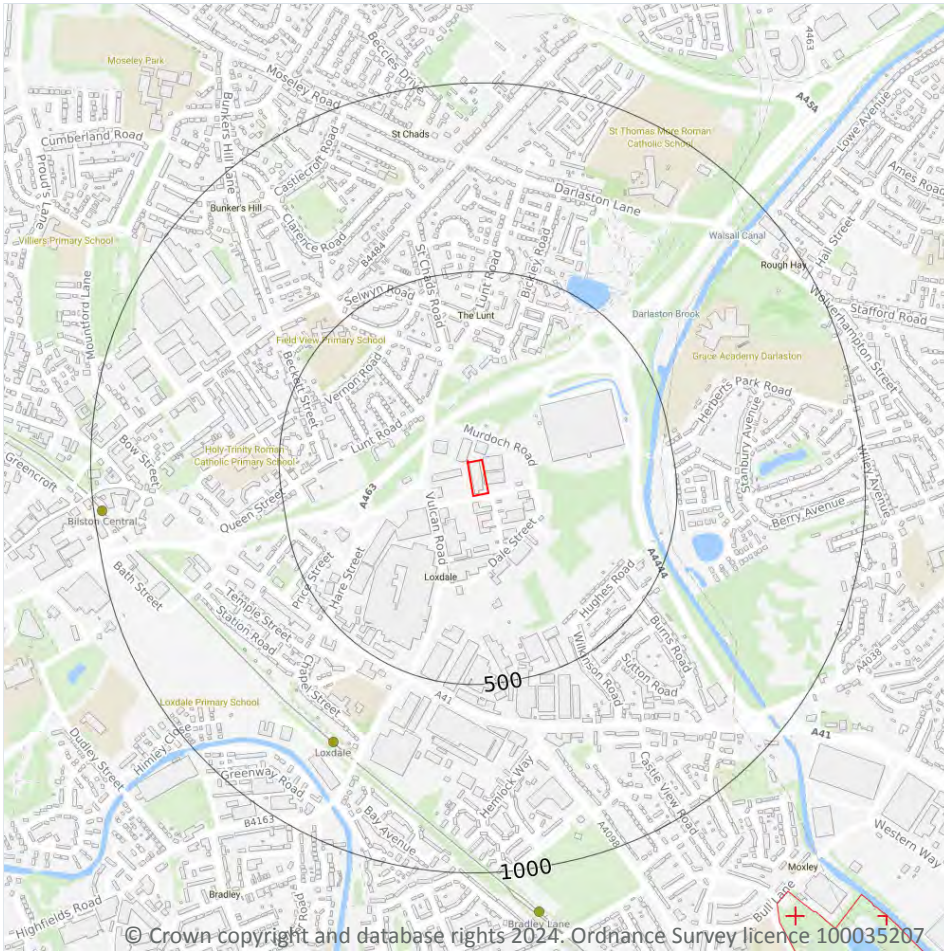 Moseley Park
Beccles Drive
A463
Moseley Road
A454
Lowe Avenue
Cumberland Road
Bunkers Hill Lane
St Chads
St Thomas More Roman
Catholic School
Proud's Lane
Castlecroft Road
Ames Road
Darlaston Lane
Bunker's Hill
Clarence Road
Hall Street
Villiers Primary School
B4484
St Chads Road
Lunt Road
Bickley Road
Walsall Canal
Rough Hay
Mountford Lane
Selwyn Road
The Lunt
Darlaston Brook
Wolverhampton Street
Stafford Road
Field View Primary School
Grace Academy Darlaston
Beckett Street
Vernon Road
Herberts Park Road
Lunt Road
Murdoch Road
Bow Street
Holy Trinity Roman
Catholic Primary School
Stanbury Avenue
Hilley Avenue
Greencroft
Queen Street
A463
Vulcan Road
Berry Avenue
Bilston Central
Dale Street
Price Street
Hare Street
Loxdale
A4444
Bath Street
Temple Street
Station Road
Hughes Road
Burns Road
Wilkinson Road
Sutton Road
A4038
Chapel Street
500
A41
Loxdale Primary School
A41
Dudley Street
Himley Close
Loxdale
Greenway Road
Hemlock Way
Castle View Road
B4163
Bay Avenue
A4098
Western Way
1000
Moxley
Bradley
Road
Bull Lane
Highfields Road
Bradley Lane
© Crown copyright and database rights 2024. Ordnance Survey licence 100035207